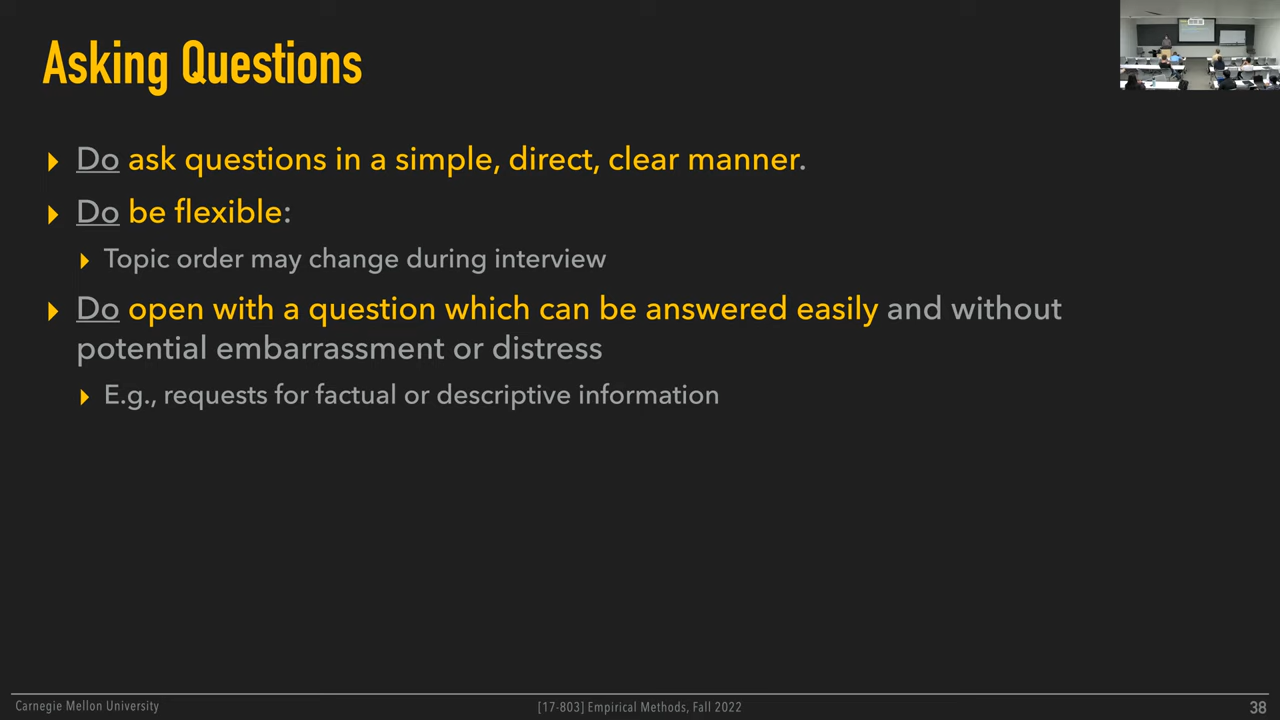 Asking Questions
Do ask questions in a simple, direct, clear manner.
Do be flexible:
Topic order may change during interview
Do open with a question which can be answered easily and without
potential embarrassment or distress
E.g., requests for factual or descriptive information
Carnegie Mellon University
[17-803] Empirical Methods, Fall 2022
38